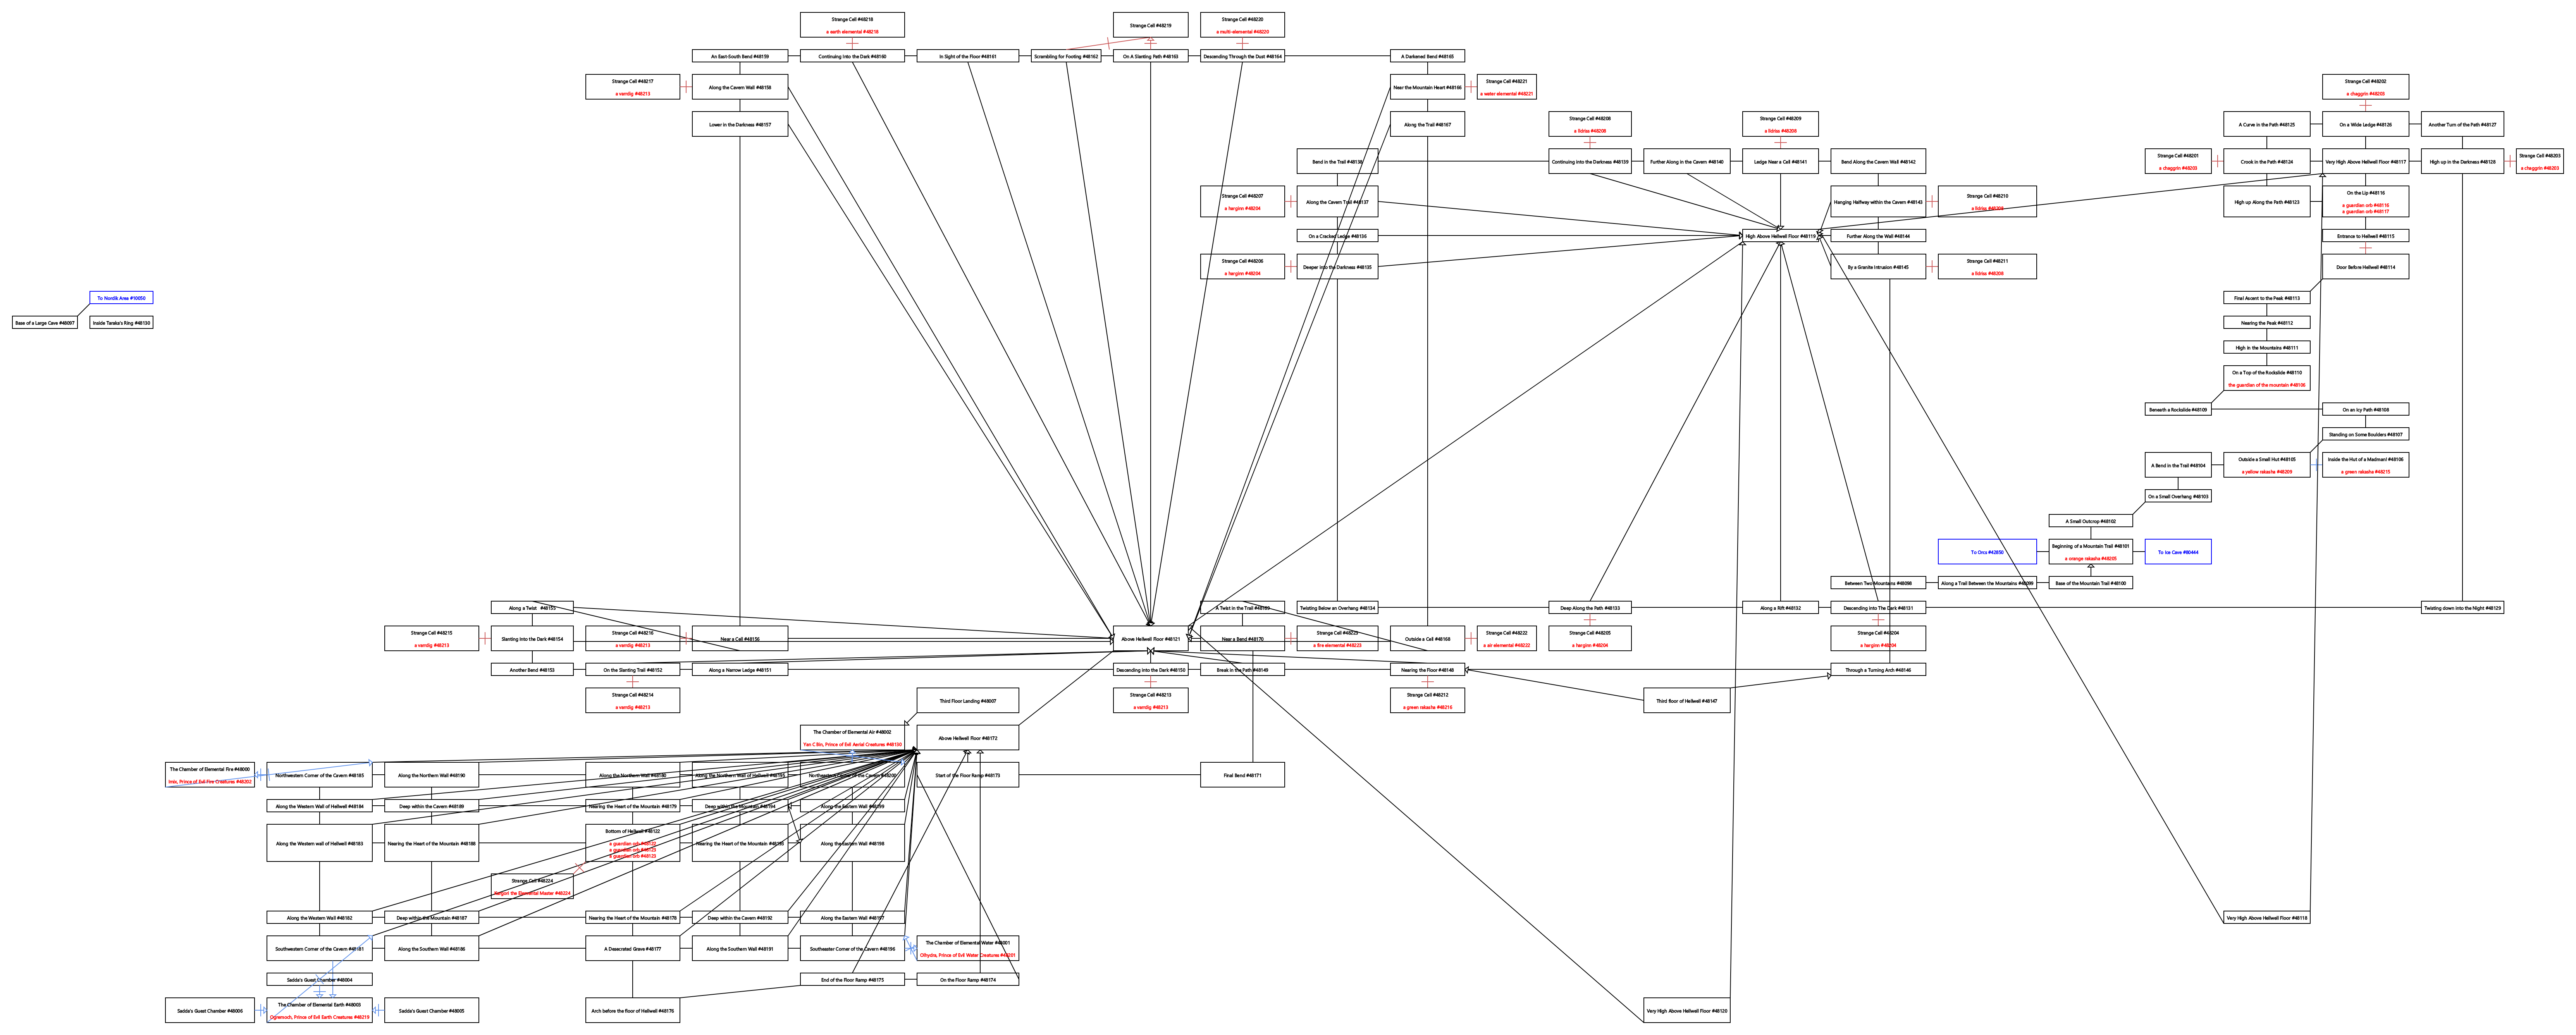 Strange Cell #48218
a earth elemental #48218
Strange Cell #48219
Strange Cell #48220
a multi-elemental #48220
An East-South Bend #48159
Continuing Into the Dark #48160
In Sight of the Floor #48161
Scrambling for Footing #48162
On A Slanting Path #48163
Descending Through the Dust #48164
A Darkened Bend #48165
Strange Cell #48217
a varrdig #48213
Along the Cavern Wall #48158
Near the Mountain Heart #48166
Strange Cell #48221
a water elemental #48221
Strange Cell #48202
a chaggrin #48203
Lower in the Darkness #48157
Along the Trail #48167
Strange Cell #48208
a lidriss #48208
Strange Cell #48209
a lidriss #48208
A Curve in the Path #48125
On a Wide Ledge #48126
Another Turn of the Path #48127
Bend in the Trail #48138
Continuing into the Darkness #48139
Further Along in the Cavern #48140
Ledge Near a Cell #48141
Bend Along the Cavern Wall #48142
Strange Cell #48201
a chaggrin #48203
Crook in the Path #48124
Very High Above Hellwell Floor #48117
High up in the Darkness #48128
Strange Cell #48203
a chaggrin #48203
Strange Cell #48207
a harginn #48204
Along the Cavern Trail #48137
Hanging Halfway within the Cavern #48143
Strange Cell #48210
a lidriss #48208
High up Along the Path #48123
On the Lip #48116
a guardian orb #48116
a guardian orb #48117
On a Cracked Ledge #48136
High Above Hellwell Floor #48119
Further Along the Wall #48144
Entrance to Hellwell #48115
Strange Cell #48206
a harginn #48204
Deeper into the Darkness #48135
By a Granite Intrusion #48145
Strange Cell #48211
a lidriss #48208
Door Before Hellwell #48114
To Nordik Area #10050
Final Ascent to the Peak #48113
Base of a Large Cave #48097
Inside Taraka's Ring #48130
Nearing the Peak #48112
High in the Mountains #48111
On a Top of the Rockslide #48110
the guardian of the mountain #48106
Beneath a Rockslide #48109
On an Icy Path #48108
Standing on Some Boulders #48107
A Bend in the Trail #48104
Outside a Small Hut #48105
a yellow rakasha #48209
Inside the Hut of a Madman! #48106
a green rakasha #48215
On a Small Overhang #48103
A Small Outcrop #48102
To Orcs #42850
Beginning of a Mountain Trail #48101
a orange rakasha #48205
To Ice Cave #80444
Between Two Mountains #48098
Along a Trail Between the Mountains #48099
Base of the Mountain Trail #48100
Along a Twist #48155
Twisting Below an Overhang #48134
Deep Along the Path #48133
Along a Rift #48132
Descending Into The Dark #48131
Twisting down into the Night #48129
Strange Cell #48215
a varrdig #48213
Slanting into the Dark #48154
Strange Cell #48216
a varrdig #48213
Near a Cell #48156
Above Hellwell Floor #48121
Near a Bend #48170
Strange Cell #48223
a fire elemental #48223
Outside a Cell #48168
Strange Cell #48222
a air elemental #48222
Strange Cell #48205
a harginn #48204
Strange Cell #48204
a harginn #48204
Another Bend #48153
On the Slanting Trail #48152
Along a Narrow Ledge #48151
Descending Into the Dark #48150
Break in the Path #48149
Nearing the Floor #48148
Through a Turning Arch #48146
Strange Cell #48214
a varrdig #48213
Strange Cell #48213
a varrdig #48213
Strange Cell #48212
a green rakasha #48216
Third floor of Hellwell #48147
Third Floor Landing #48007
The Chamber of Elemental Air #48002
Yan C Bin, Prince of Evil Aerial Creatures #48150
Above Hellwell Floor #48172
The Chamber of Elemental Fire #48000
Imix, Prince of Evil Fire Creatures #48202
Northwestern Corner of the Cavern #48185
Along the Northern Wall #48190
Along the Northern Wall #48180
Along the Northern Wall of Hellwell #48195
Northeastern Corner of the Cavern #48200
Start of the Floor Ramp #48173
Final Bend #48171
Along the Western Wall of Hellwell #48184
Deep within the Cavern #48189
Nearing the Heart of the Mountain #48179
Deep within the Mountain #48194
Along the Eastern Wall #48199
Along the Western wall of Hellwell #48183
Nearing the Heart of the Mountain #48188
Bottom of Hellwell #48122
a guardian orb #48122
a guardian orb #48123
a guardian orb #48123
Nearing the Heart of the Mountain #48193
Along the Eastern Wall #48198
Strange Cell #48224
the Elemental Master #48224
Along the Western Wall #48182
Deep within the Mountain #48187
Nearing the Heart of the Mountain #48178
Deep within the Cavern #48192
Along the Eastern Wall #48197
Very High Above Hellwell Floor #48118
Southwestern Corner of the Cavern #48181
Along the Southern Wall #48186
A Desecrated Grave #48177
Along the Southern Wall #48191
Southeaster Corner of the Cavern #48196
The Chamber of Elemental Water #48001
Olhydra, Prince of Evil Water Creatures #48201
Sadda's Guest Chamber #48004
End of the Floor Ramp #48175
On the Floor Ramp #48174
Sadda's Guest Chamber #48006
The Chamber of Elemental Earth #48003
Ogremoch, Prince of Evil Earth Creatures #48219
Sadda's Guest Chamber #48005
Arch before the floor of Hellwell #48176
Very High Above Hellwell Floor #48120